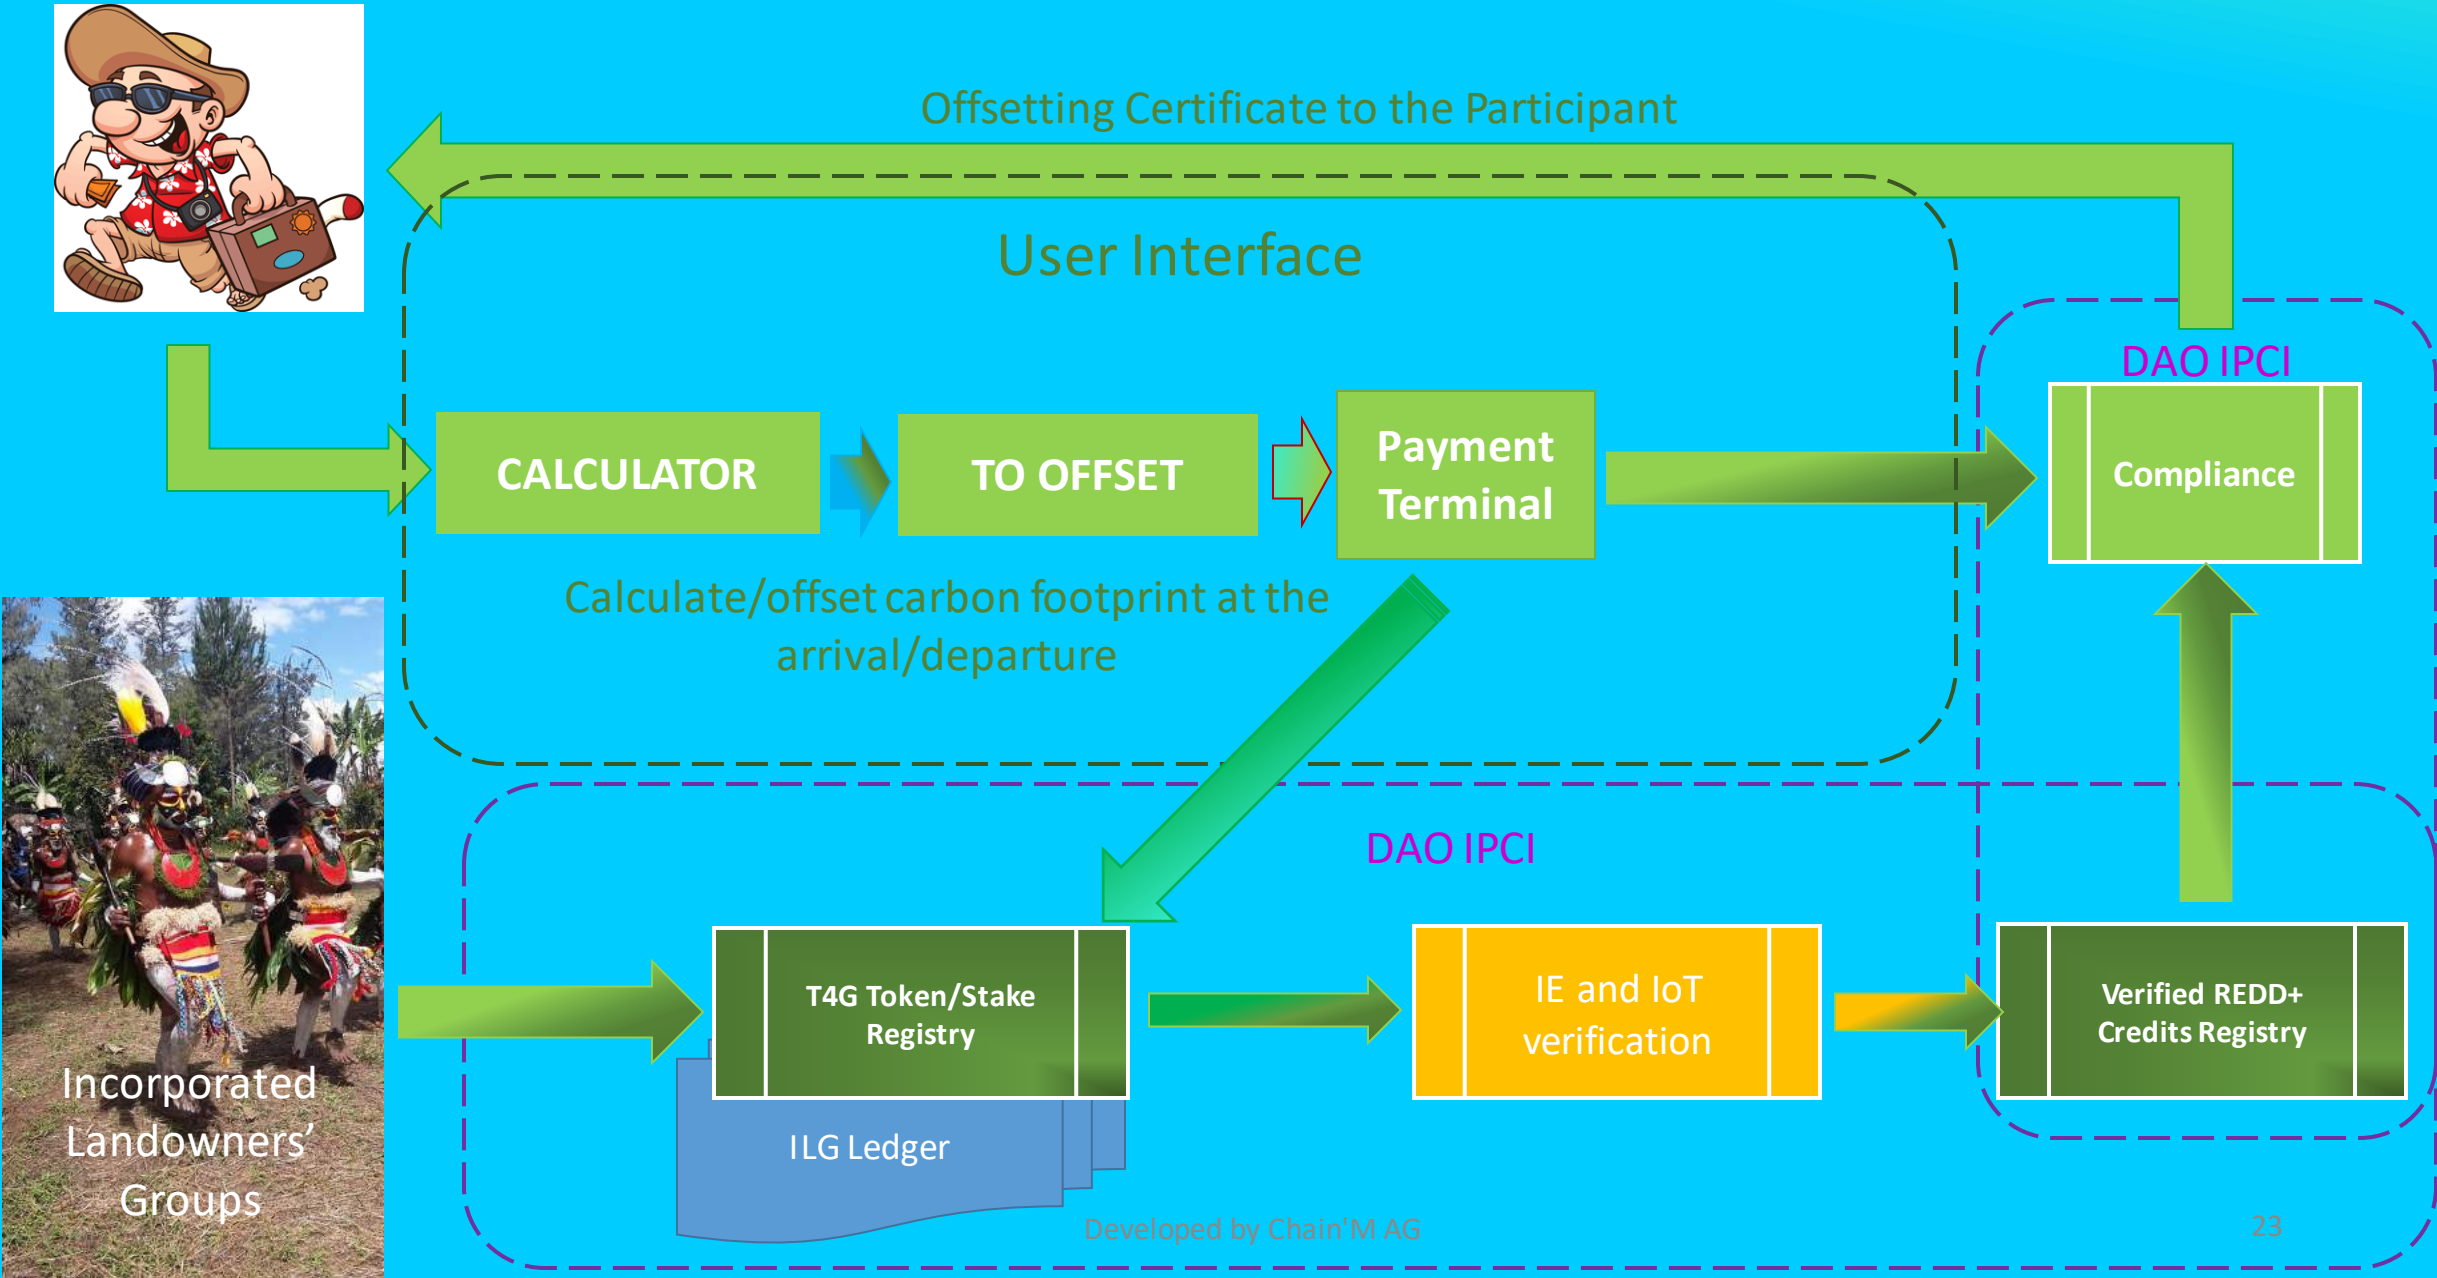 Offsetting Certificate to the Participant
User Interface
DAO IPCI
CALCULATOR
TO OFFSET
Payment
Terminal
Compliance
Calculate/offset carbon footprint at the
arrival/departure
DAO IPCI
T4G Token/Stake
Registry
IE and IoT
verification
Verified REDD+
Credits Registry
Incorporated
Landowners’
Groups
ILG Ledger
Developed by Chain'M AG
23